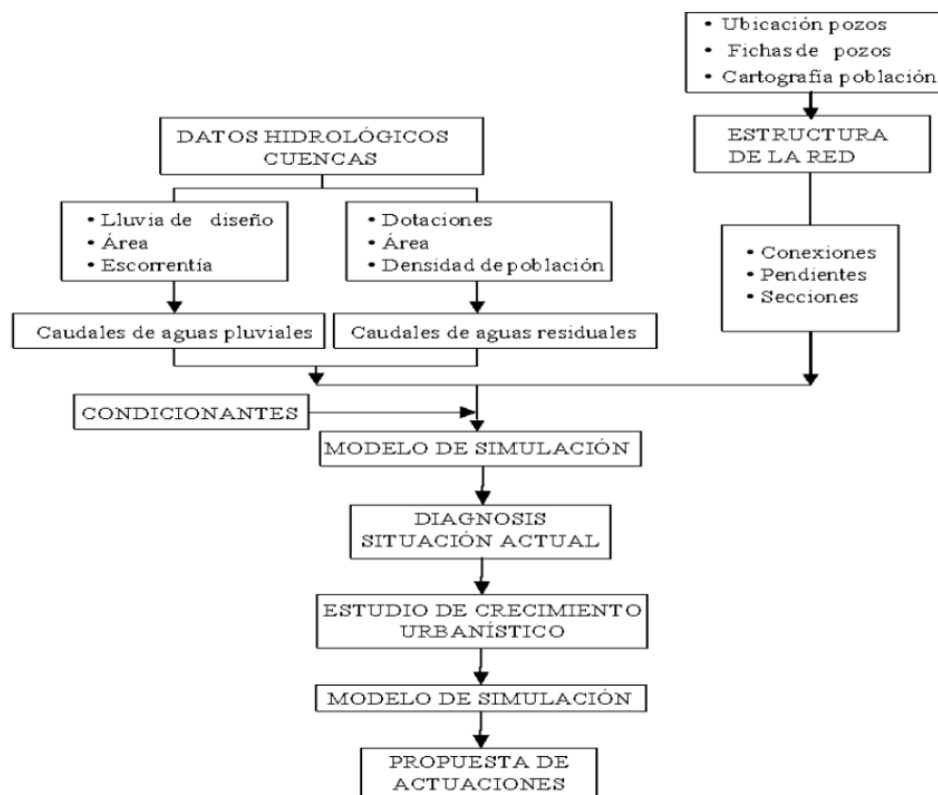 • Ubicación pozos
• Fichas de pozos
• Cartografía población
DATOS HIDROLÓGICOS
CUENCAS
ESTRUCTURA
DE LA RED
• Lluvia de diseño
• Área
• Escorrentía
• Dotaciones
• Área
• Densidad de población
• Conexiones
• Pendientes
• Secciones
Caudales de aguas pluviales
Caudales de aguas residuales
CONDICIONANTES
MODELO DE SIMULACIÓN
DIAGNOSIS
SITUACIÓN ACTUAL
ESTUDIO DE CRECIMIENTO
URBANÍSTICO
MODELO DE SIMULACIÓN
PROPUESTA DE
ACTUACIONES